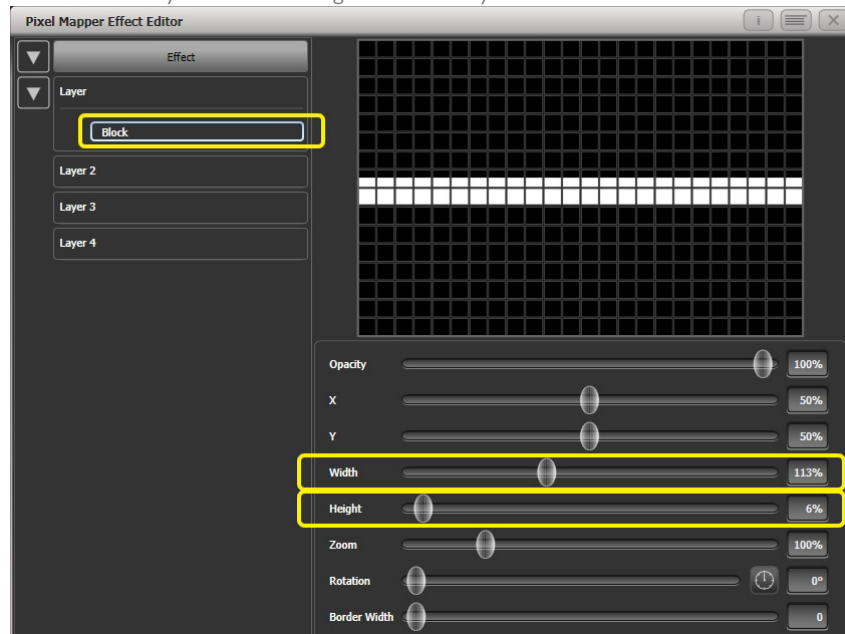 Pixel Mapper Effect Editor
i
Effect
Layer
Block
Layer 2
Layer 3
Layer 4
Opacity 100%
X 50%
Y 50%
Width 113%
Height 6%
Zoom 100%
Rotation 0°
Border Width 0